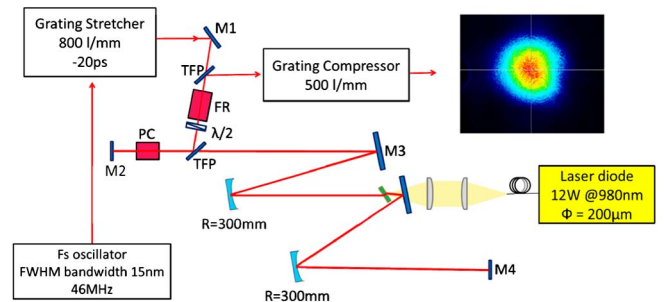 Grating Stretcher
800 l/mm
-20ps
M1
TFP
Grating Compressor
500 l/mm
FR
λ/2
PC
M2
TFP
M3
R=300mm
Laser diode
12W @980nm
Φ = 200µm
Fs oscillator
FWHM bandwidth 15nm
46MHz
M4
R=300mm